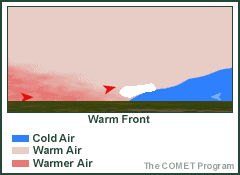 Warm Front
Cold Air
Warm Air
Warmer Air
The COMET Program